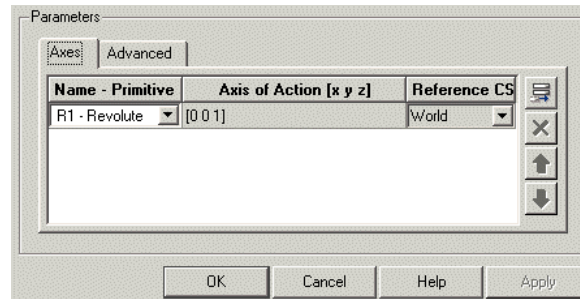 Parameters
Axes Advanced
Name - Primitive Axis of Action [x y z] Reference CS
R1 - Revolute [0 0 1] World
OK Cancel Help Apply